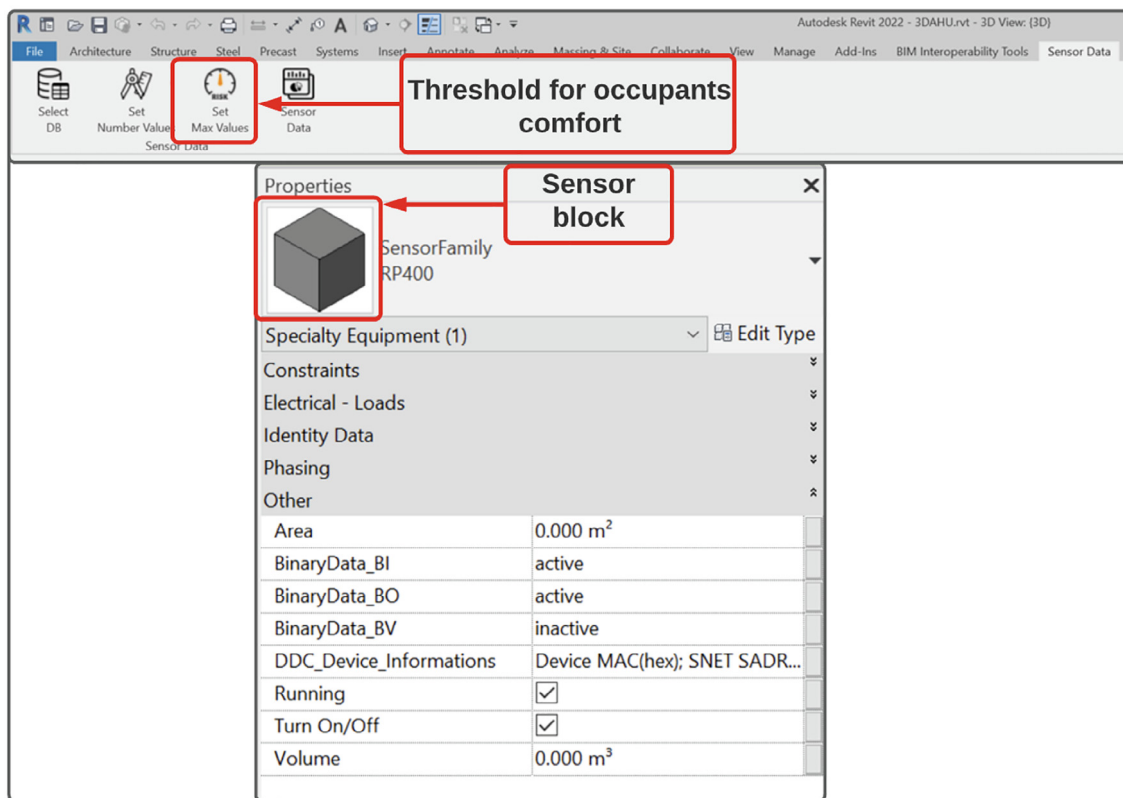 Autodesk Revit 2022 - 3DAHU.rvt - 3D View: {3D}
File Architecture Structure Steel Precast Systems Insert Annotate Analyze Massing & Site Collaborate View Manage Add-Ins BIM Interoperability Tools Sensor Data
Select
DB
Set
Number Values
RISK
Set
Max Values
Sensor
Data
Sensor Data
Threshold for occupants
comfort
Properties
Sensor
block
SensorFamily
RP400
Specialty Equipment (1)
Edit Type
Constraints
Electrical - Loads
Identity Data
Phasing
Other
Area 0.000 m²
BinaryData_BI active
BinaryData_BO active
BinaryData_BV inactive
DDC_Device_Informations Device MAC(hex); SNET SADR...
Running
Turn On/Off
Volume 0.000 m³